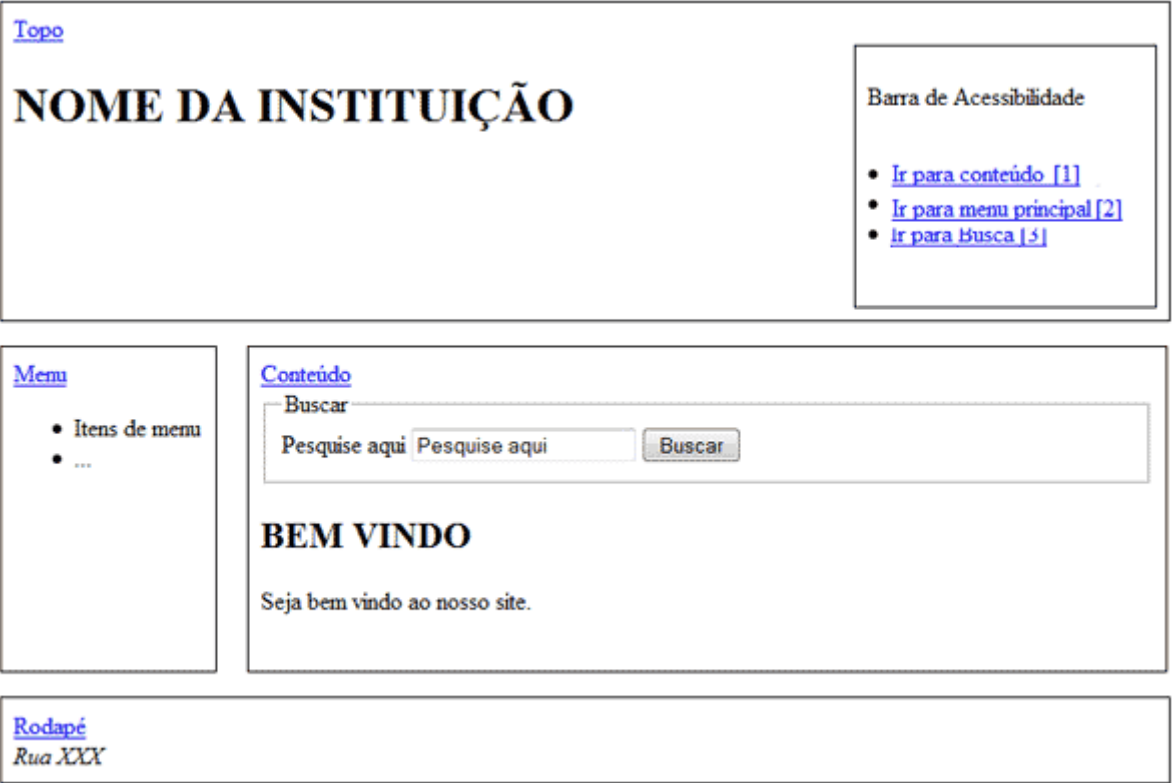 Topo
NOME DA INSTITUIÇÃO
Barra de Acessibilidade
Ir para conteúdo [1]
Ir para menu principal [2]
Ir para Busca [3]
Menu
Itens de menu
...
Conteúdo
Buscar
Pesquise aqui Pesquise aqui Buscar
BEM VINDO
Seja bem vindo ao nosso site.
Rodapé
Rua XXX